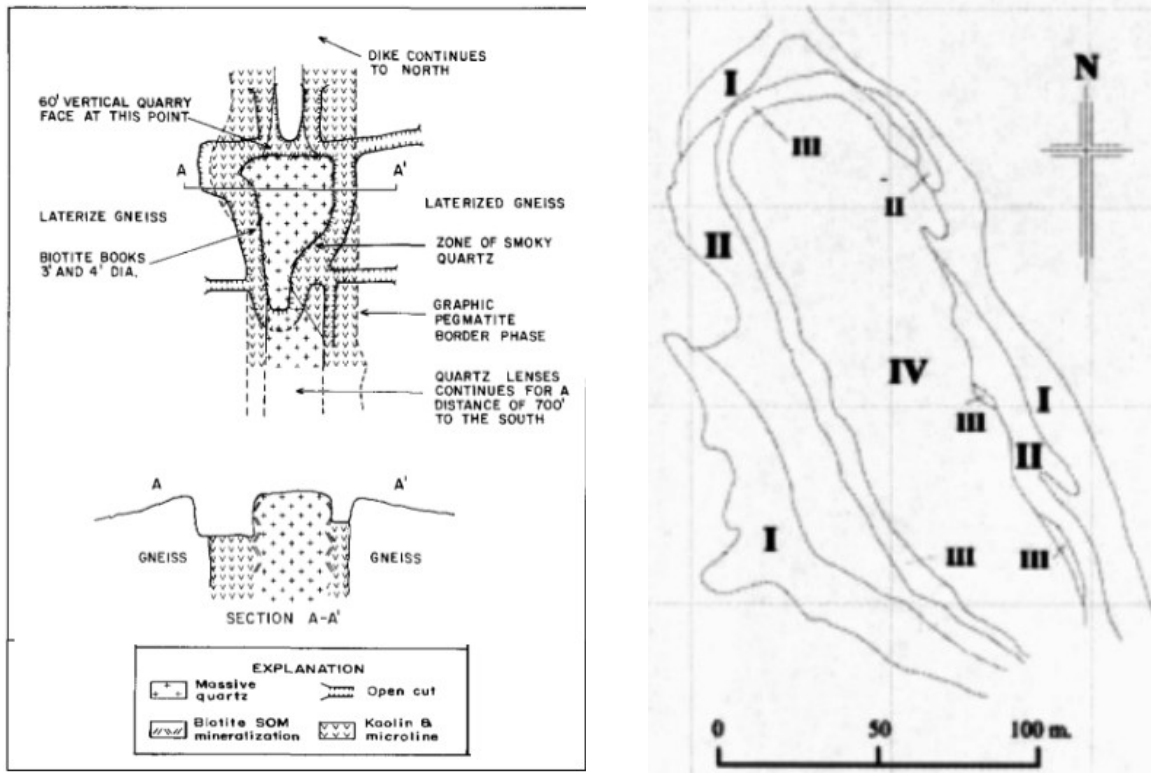 DIKE CONTINUES
TO NORTH
60' VERTICAL QUARRY
FACE AT THIS POINT
A
A'
LATERIZE GNEISS
LATERIZED GNEISS
BIOTITE BOOKS
3' AND 4' DIA.
ZONE OF SMOKY
QUARTZ
GRAPHIC
PEGMATITE
BORDER PHASE
QUARTZ LENSES
CONTINUES FOR A
DISTANCE OF 700'
TO THE SOUTH
A
A'
GNEISS
GNEISS
SECTION A-A'
EXPLANATION
Massive
quartz
Open cut
Biotite SOM
mineralization
Kaolin &
microline
I
N
III
II
II
IV
I
III
II
I
III
III
0
50
100 m.